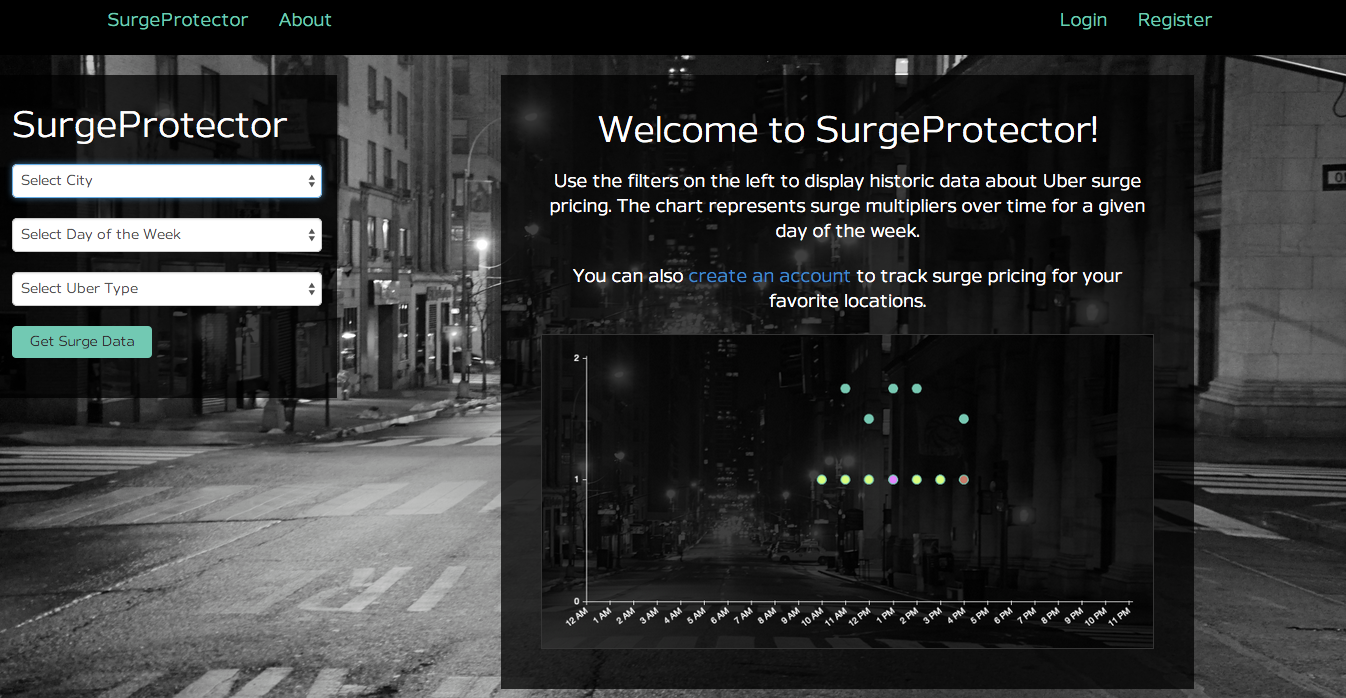 SurgeProtector About Login Register
SurgeProtector
Select City
Select Day of the Week
Select Uber Type
Get Surge Data
Welcome to SurgeProtector!
Use the filters on the left to display historic data about Uber surge
pricing. The chart represents surge multipliers over time for a given
day of the week.
You can also create an account to track surge pricing for your
favorite locations.
2
1
0
12 AM 1 AM 2 AM 3 AM 4 AM 5 AM 6 AM 7 AM 8 AM 9 AM 10 AM 11 AM 12 PM 1 PM 2 PM 3 PM 4 PM 5 PM 6 PM 7 PM 8 PM 9 PM 10 PM 11 PM